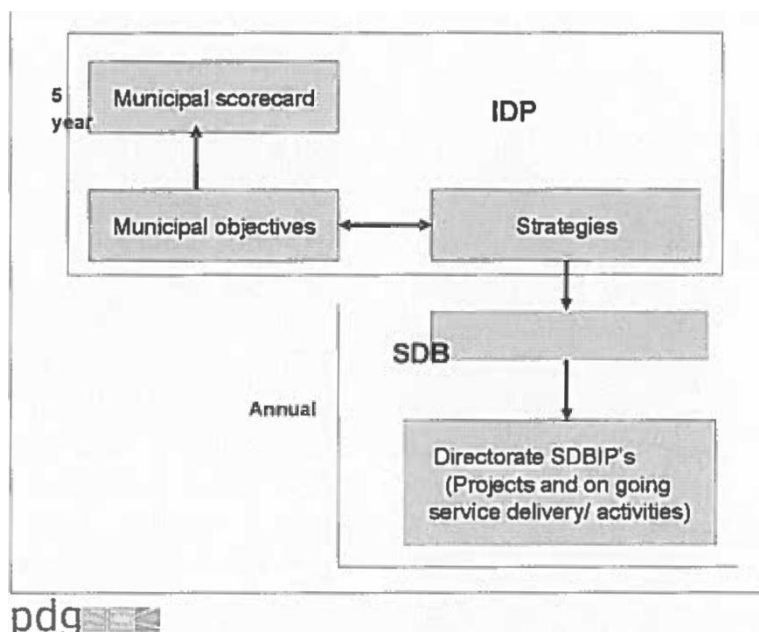 5
year
Municipal scorecard
IDP
Municipal objectives
Strategies
SDB
Annual
Directorate SDBIP's
(Projects and on going
service delivery/ activities)
pdg